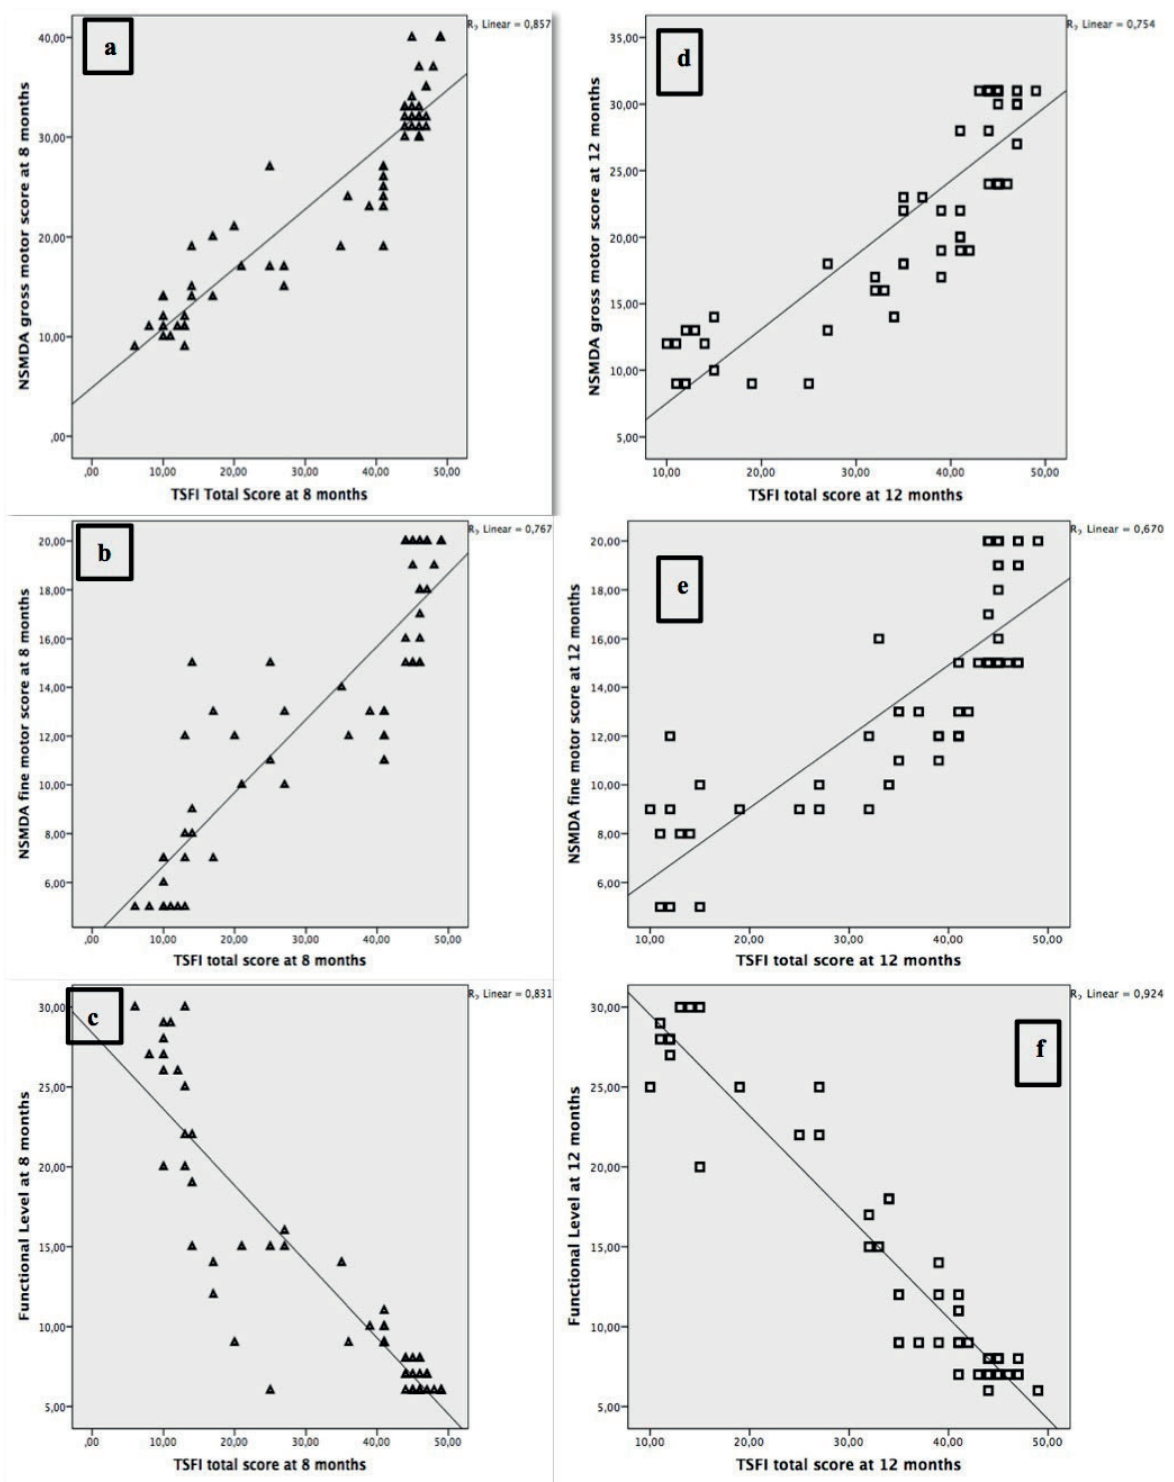 a
R, Linear = 0,857
40,00
30,00
20,00
10,00
,00
NSMDA gross motor score at 8 months
,00 10,00 20,00 30,00 40,00 50,00
TSFI Total Score at 8 months
d
R, Linear = 0,754
35,00
30,00
25,00
20,00
15,00
10,00
5,00
NSMDA gross motor score at 12 months
10,00 20,00 30,00 40,00 50,00
TSFI total score at 12 months
b
R, Linear = 0,767
20,00
18,00
16,00
14,00
12,00
10,00
8,00
6,00
NSMDA fine motor score at 8 months
,00 10,00 20,00 30,00 40,00 50,00
TSFI total score at 8 months
e
R, Linear = 0,670
20,00
18,00
16,00
14,00
12,00
10,00
8,00
6,00
NSMDA fine motor score at 12 months
10,00 20,00 30,00 40,00 50,00
TSFI total score at 12 months
c
R, Linear = 0,831
30,00
25,00
20,00
15,00
10,00
5,00
Functional Level at 8 months
,00 10,00 20,00 30,00 40,00 50,00
TSFI total score at 8 months
f
R, Linear = 0,924
30,00
25,00
20,00
15,00
10,00
5,00
Functional Level at 12 months
10,00 20,00 30,00 40,00 50,00
TSFI total score at 12 months